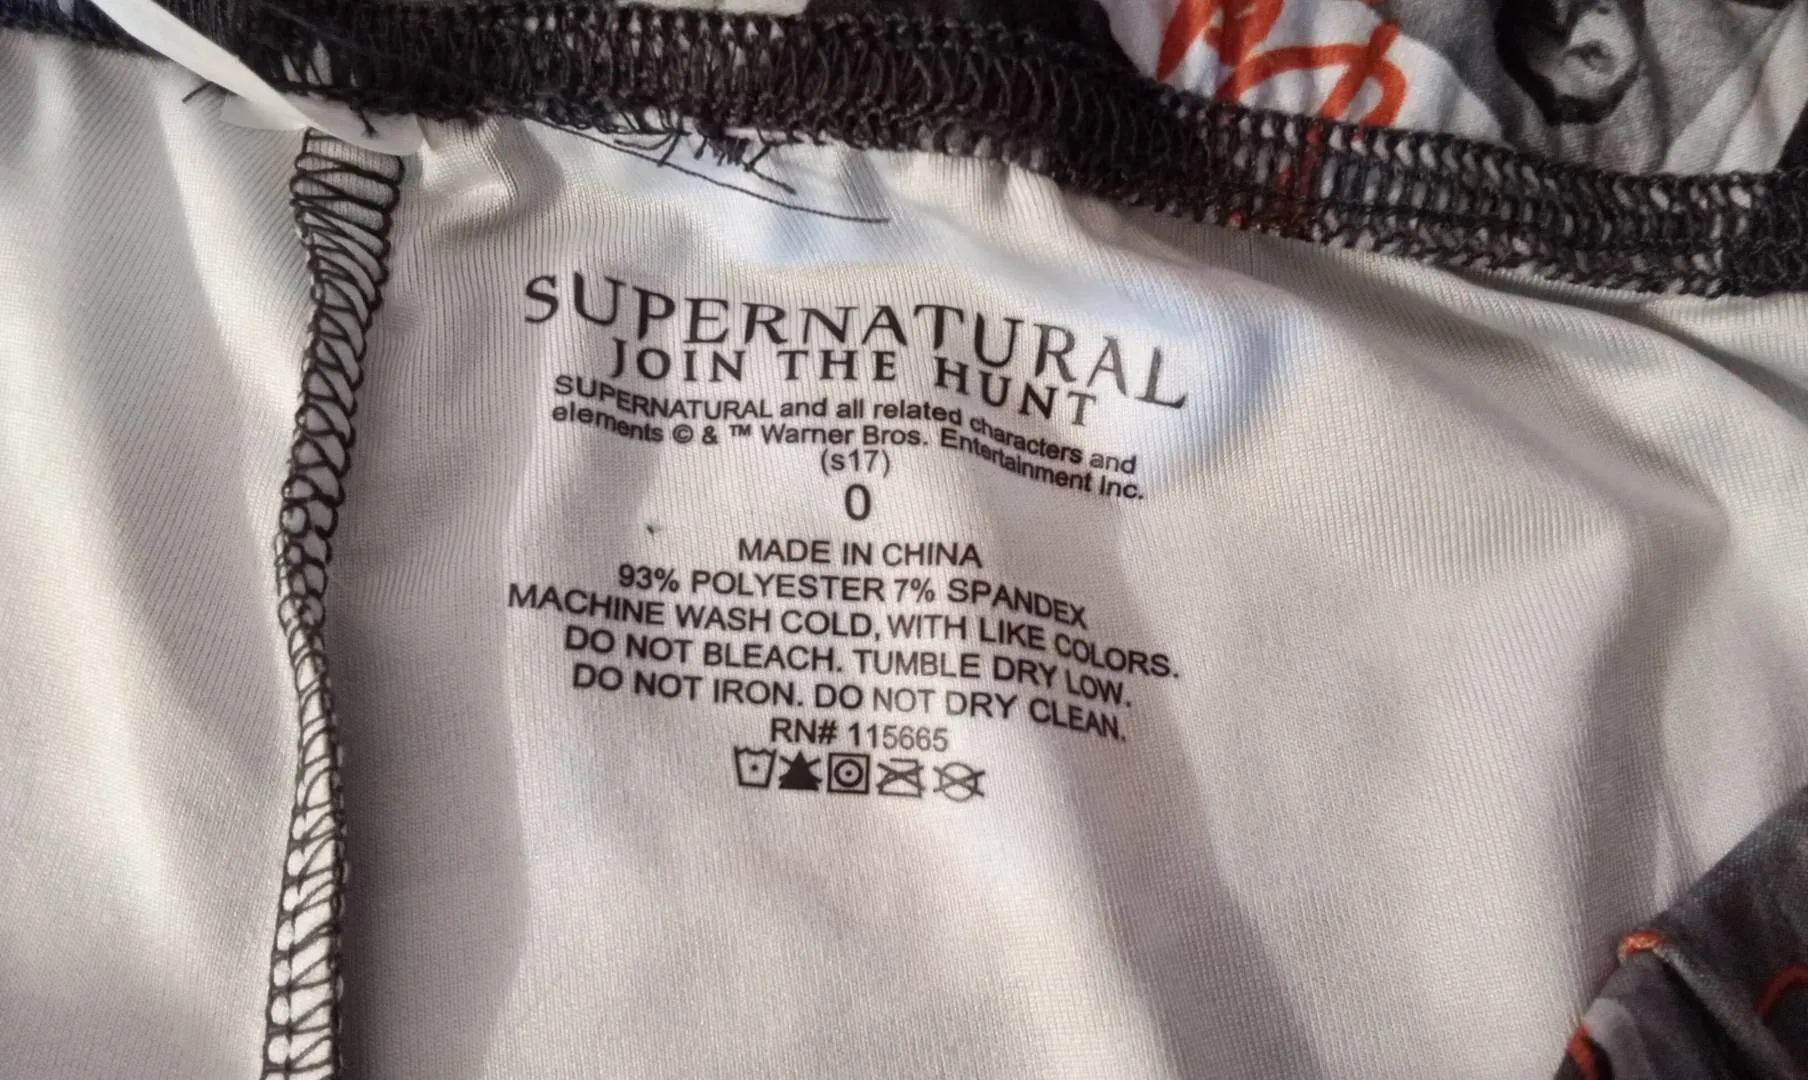 SUPERNATURAL
JOIN THE HUNT
SUPERNATURAL and all related characters and
elements © & ™ Warner Bros. Entertainment Inc.
(s17)
0
MADE IN CHINA
93% POLYESTER 7% SPANDEX
MACHINE WASH COLD, WITH LIKE COLORS.
DO NOT BLEACH. TUMBLE DRY LOW.
DO NOT IRON. DO NOT DRY CLEAN.
RN# 115665